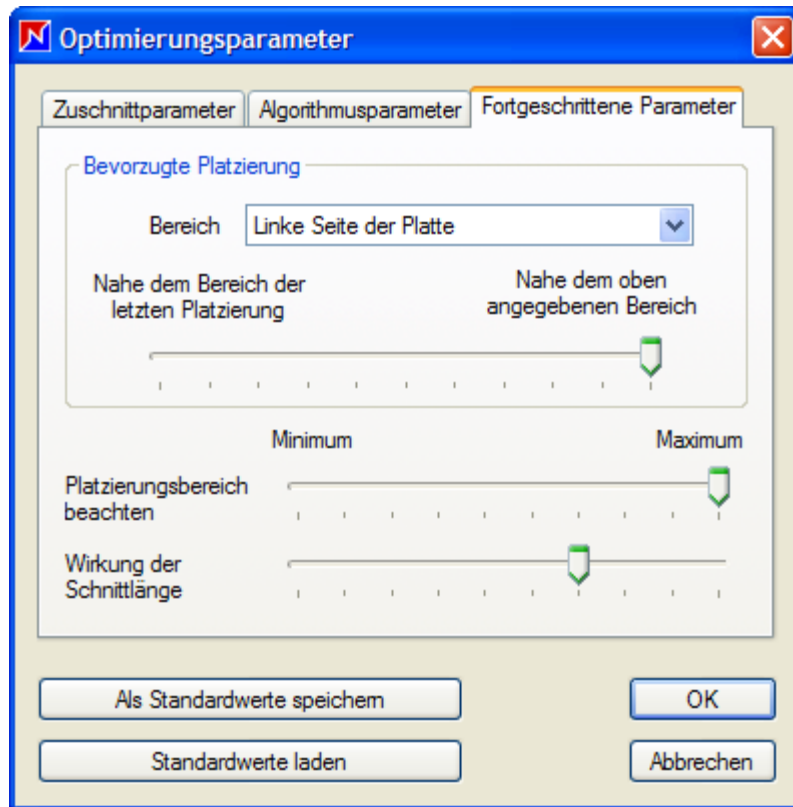 Optimierungsparameter
Zuschnittparameter
Algorithmusparameter
Fortgeschrittene Parameter
Bevorzugte Platzierung
Bereich
Linke Seite der Platte
Nahe dem Bereich der
letzten Platzierung
Nahe dem oben
angegebenen Bereich
Minimum
Maximum
Platzierungsbereich
beachten
Wirkung der
Schnittlänge
Als Standardwerte speichern
OK
Standardwerte laden
Abbrechen